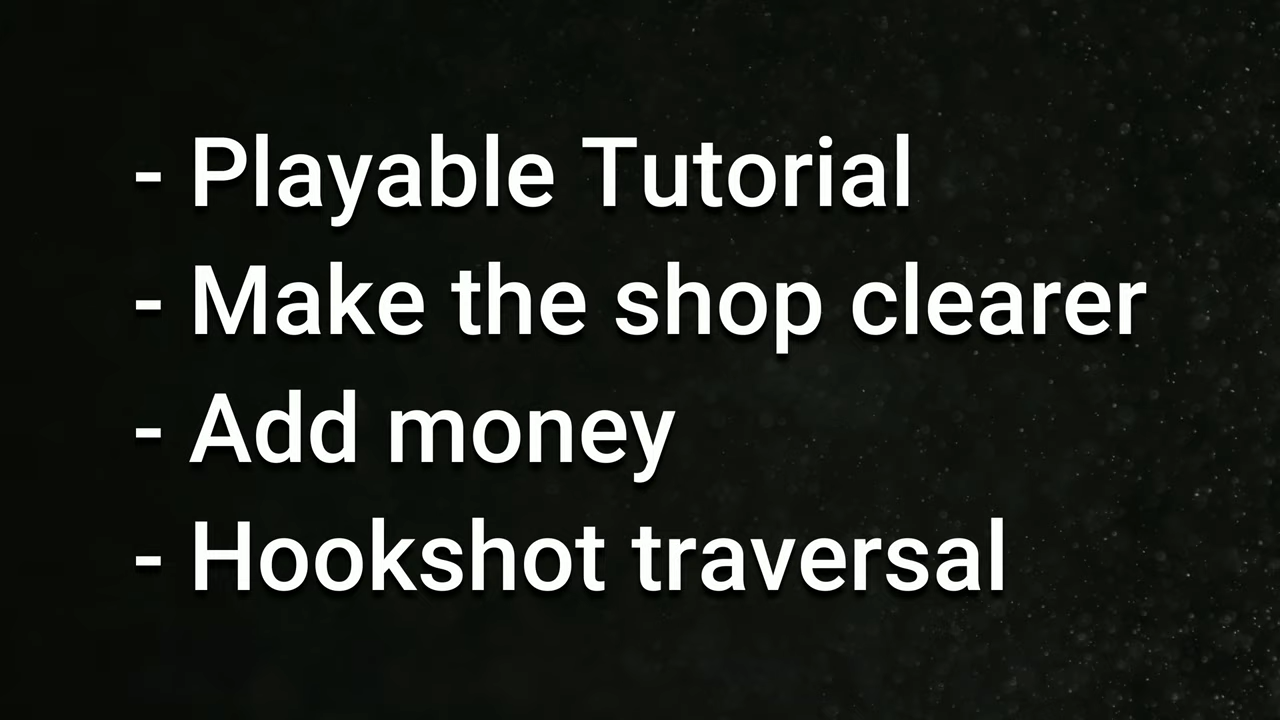 - Playable Tutorial
- Make the shop clearer
- Add money
- Hookshot traversal